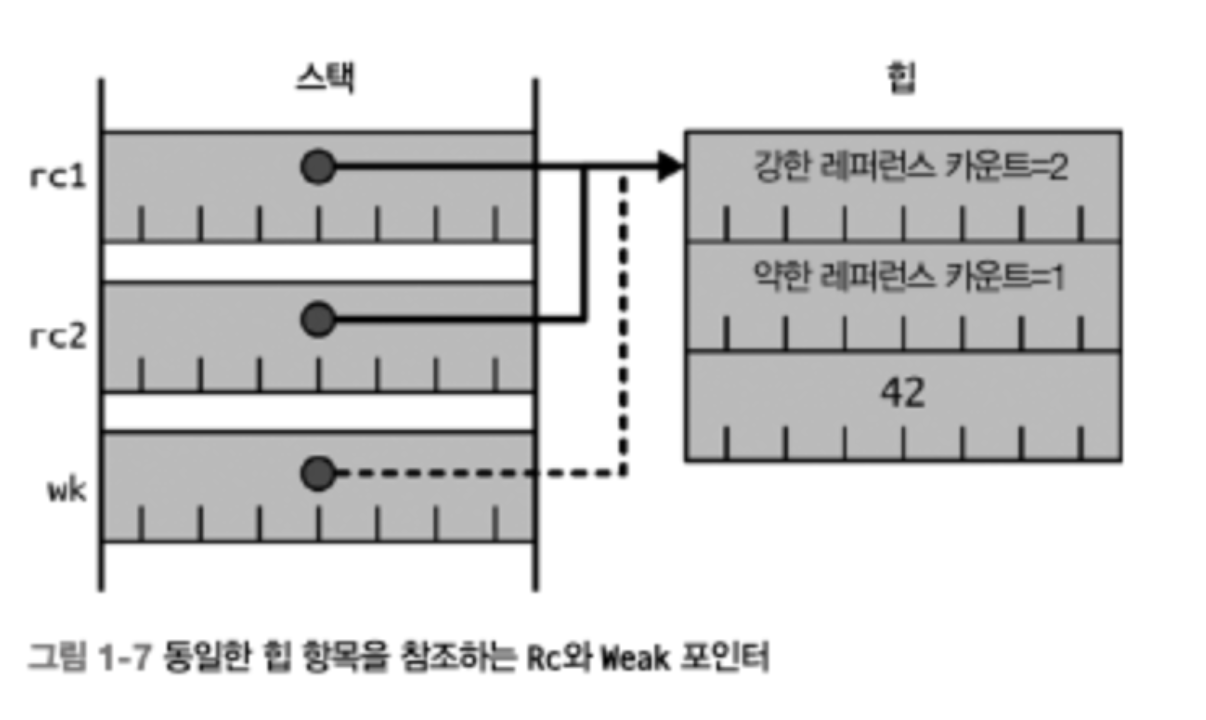 스택
힙
rc1
강한 레퍼런스 카운트=2
약한 레퍼런스 카운트=1
rc2
42
wk
그림 1-7 동일한 힙 항목을 참조하는 Rc와 Weak 포인터